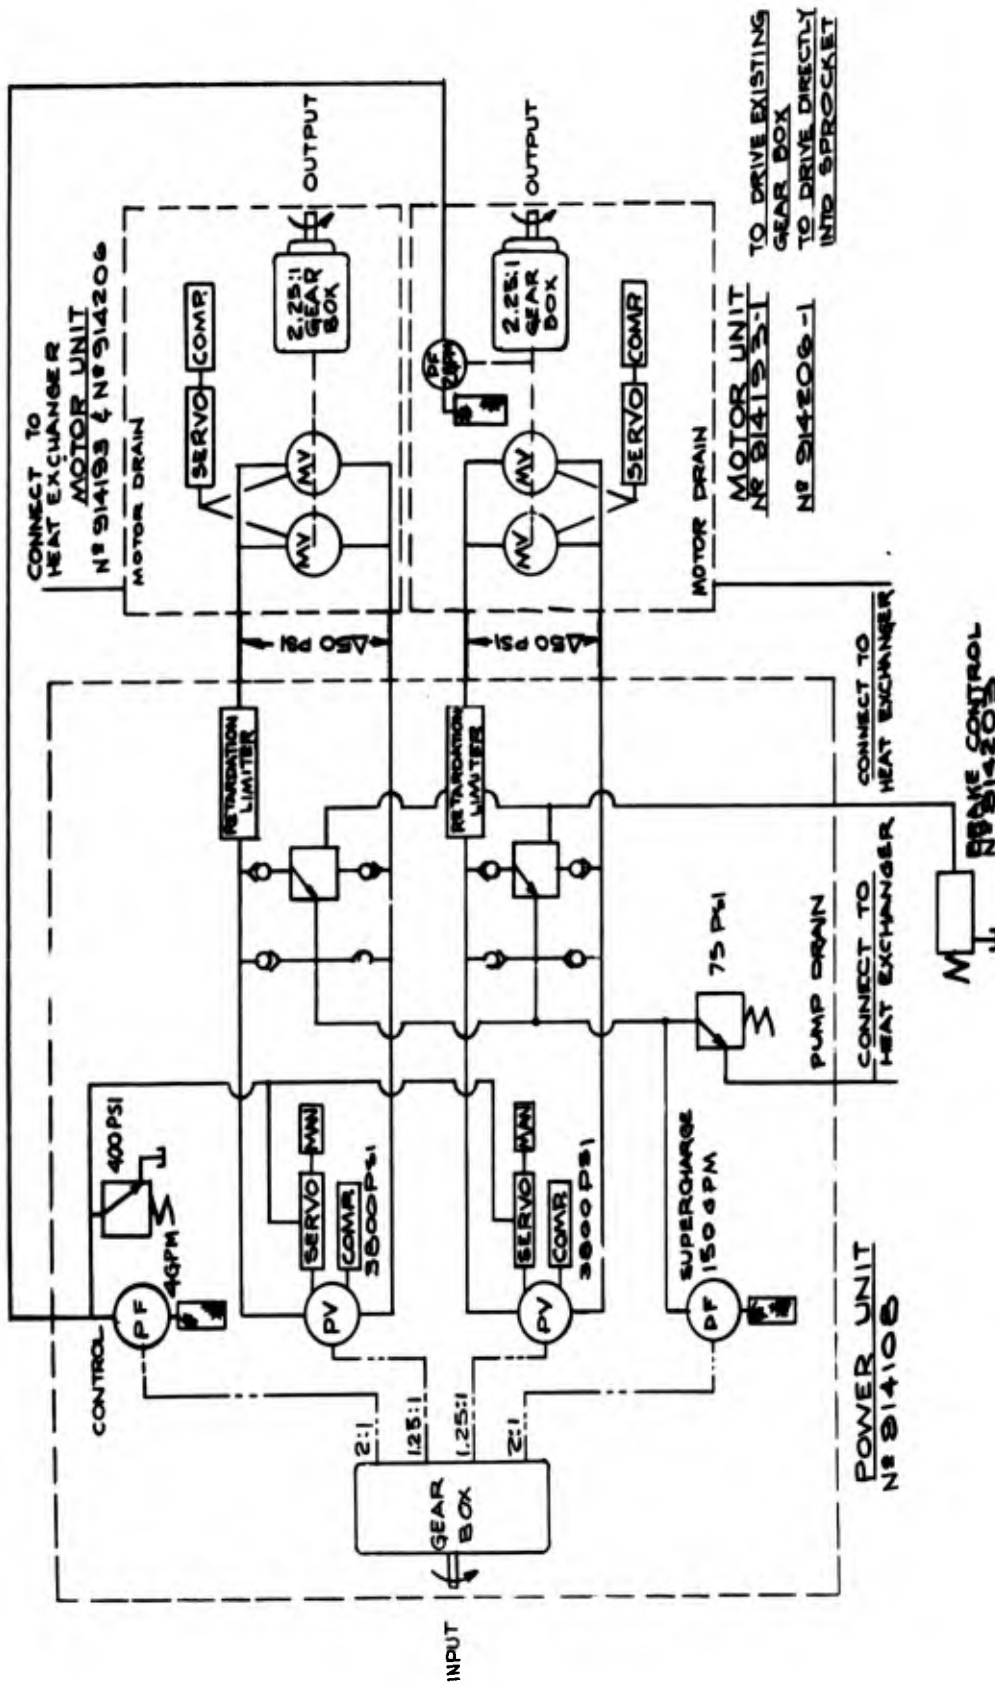 CONNECT TO
HEAT EXCHANGER
MOTOR UNIT
Nº 914193 & Nº 914206
MOTOR DRAIN
SERVO
COMP.
MV
MV
2.25:1
GEAR
BOX
OUTPUT
Δ50 PSI
RETARDATION
LIMITER
PF
MV
MV
2.25:1
GEAR
BOX
OUTPUT
SERVO
COMP.
MOTOR DRAIN
Δ50 PSI
RETARDATION
LIMITER
MOTOR UNIT
Nº 914193-1
TO DRIVE EXISTING
GEAR BOX
Nº 914206-1
TO DRIVE DIRECTLY
INTO SPROCKET
CONNECT TO
HEAT EXCHANGER
BRAKE CONTROL
Nº 914203
CONTROL
PF
4GPM
400 PSI
SERVO
MAN
COMP.
3800 PSI
PV
SERVO
MAN
COMP.
3800 PSI
PV
SUPERCHARGE
150 GPM
PF
75 PSI
PUMP DRAIN
CONNECT TO
HEAT EXCHANGER
2:1
1.25:1
1.25:1
2:1
GEAR
BOX
INPUT
POWER UNIT